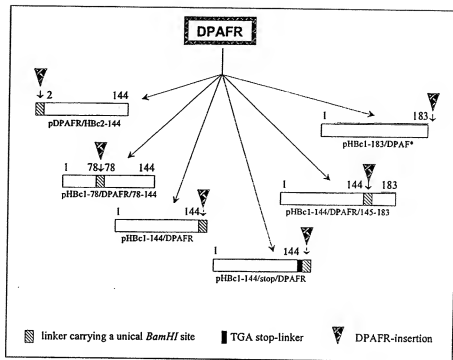 DPAFR
2 144
pDPAFR/HBc2-144
1 183
pHBc1-183/DPAF*
1 78 78 144
pHBc1-78/DPAFR/78-144
1 144 183
pHBc1-144/DPAFR/145-183
1 144
pHBc1-144/DPAFR
1 144
pHBc1-144/stop/DPAFR
linker carrying a unical BamHI site
TGA stop-linker
DPAFR-insertion